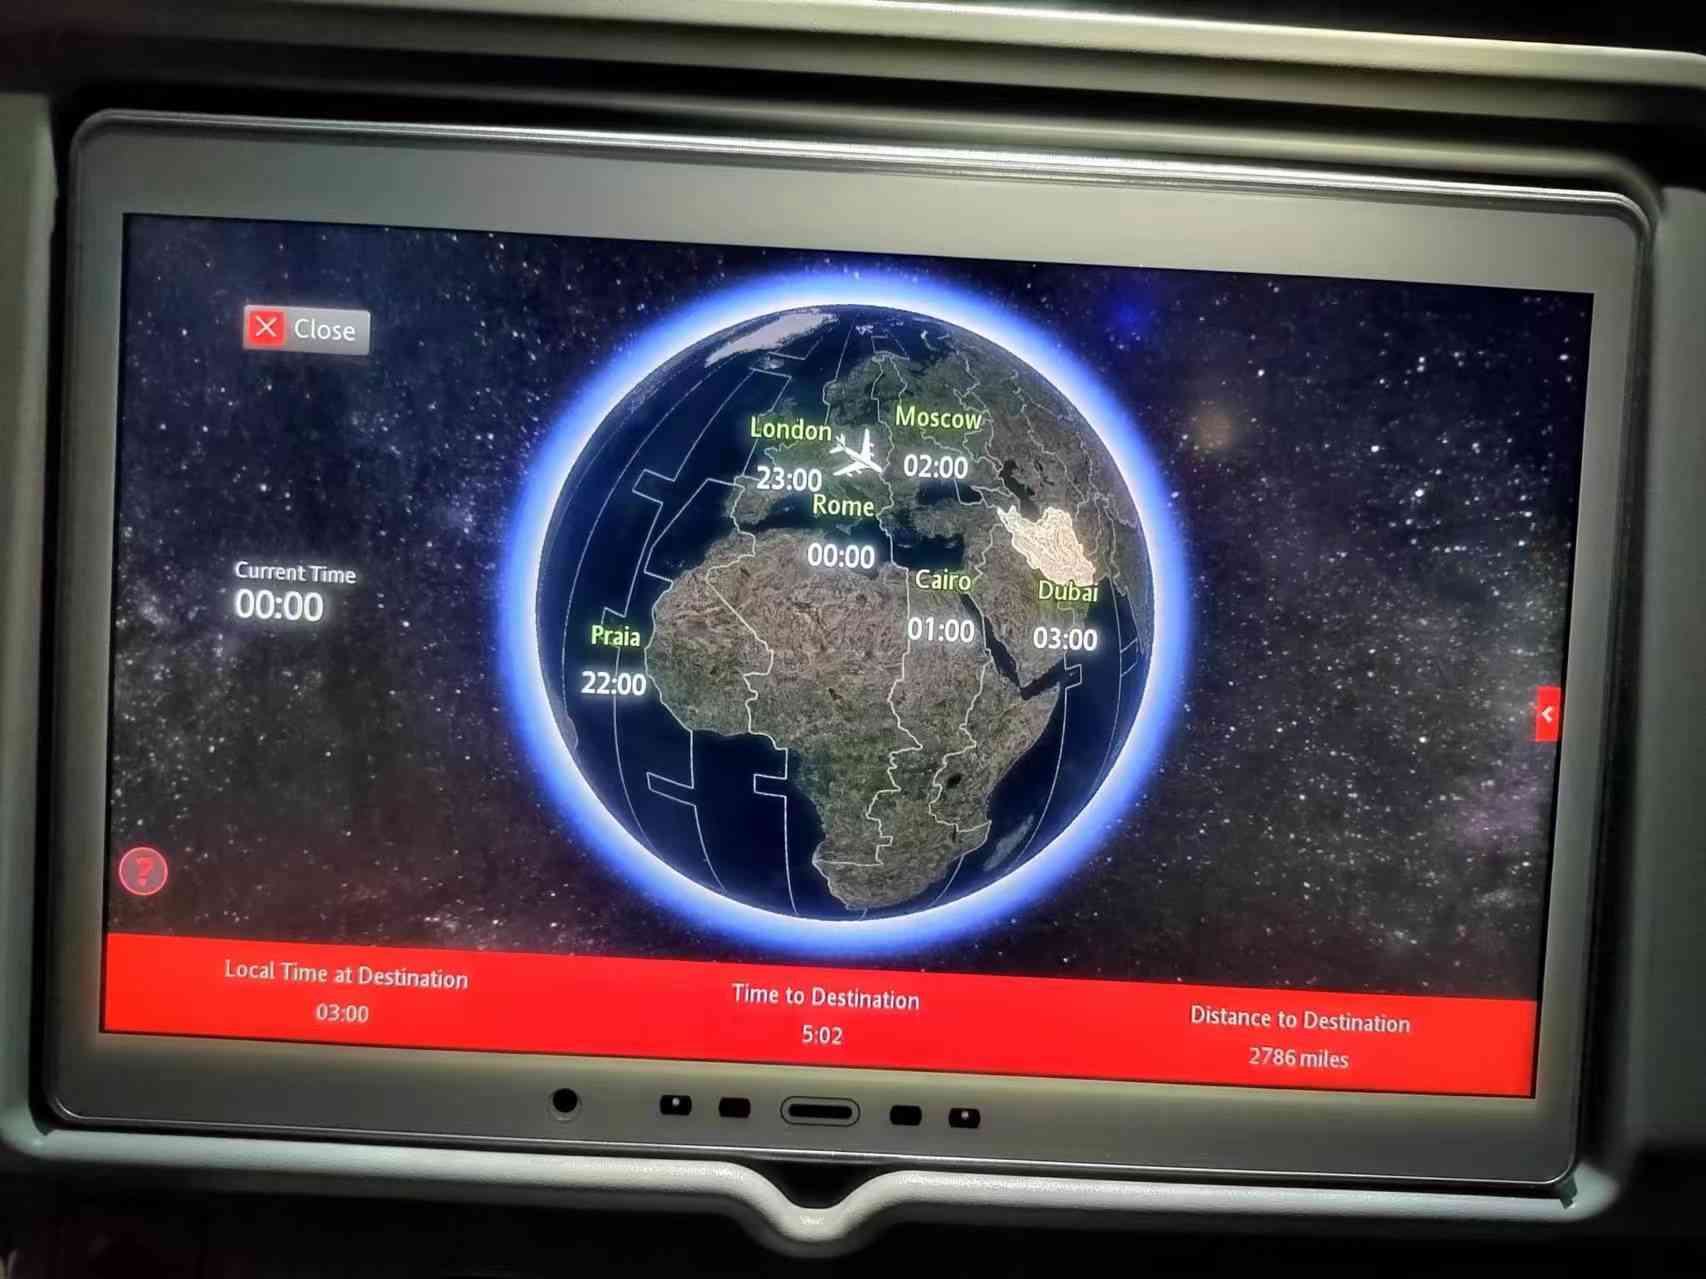 Close
London
Moscow
23:00
02:00
Rome
00:00
Cairo
Dubai
01:00
03:00
Praia
22:00
Current Time
00:00
?
Local Time at Destination
03:00
Time to Destination
5:02
Distance to Destination
2786 miles